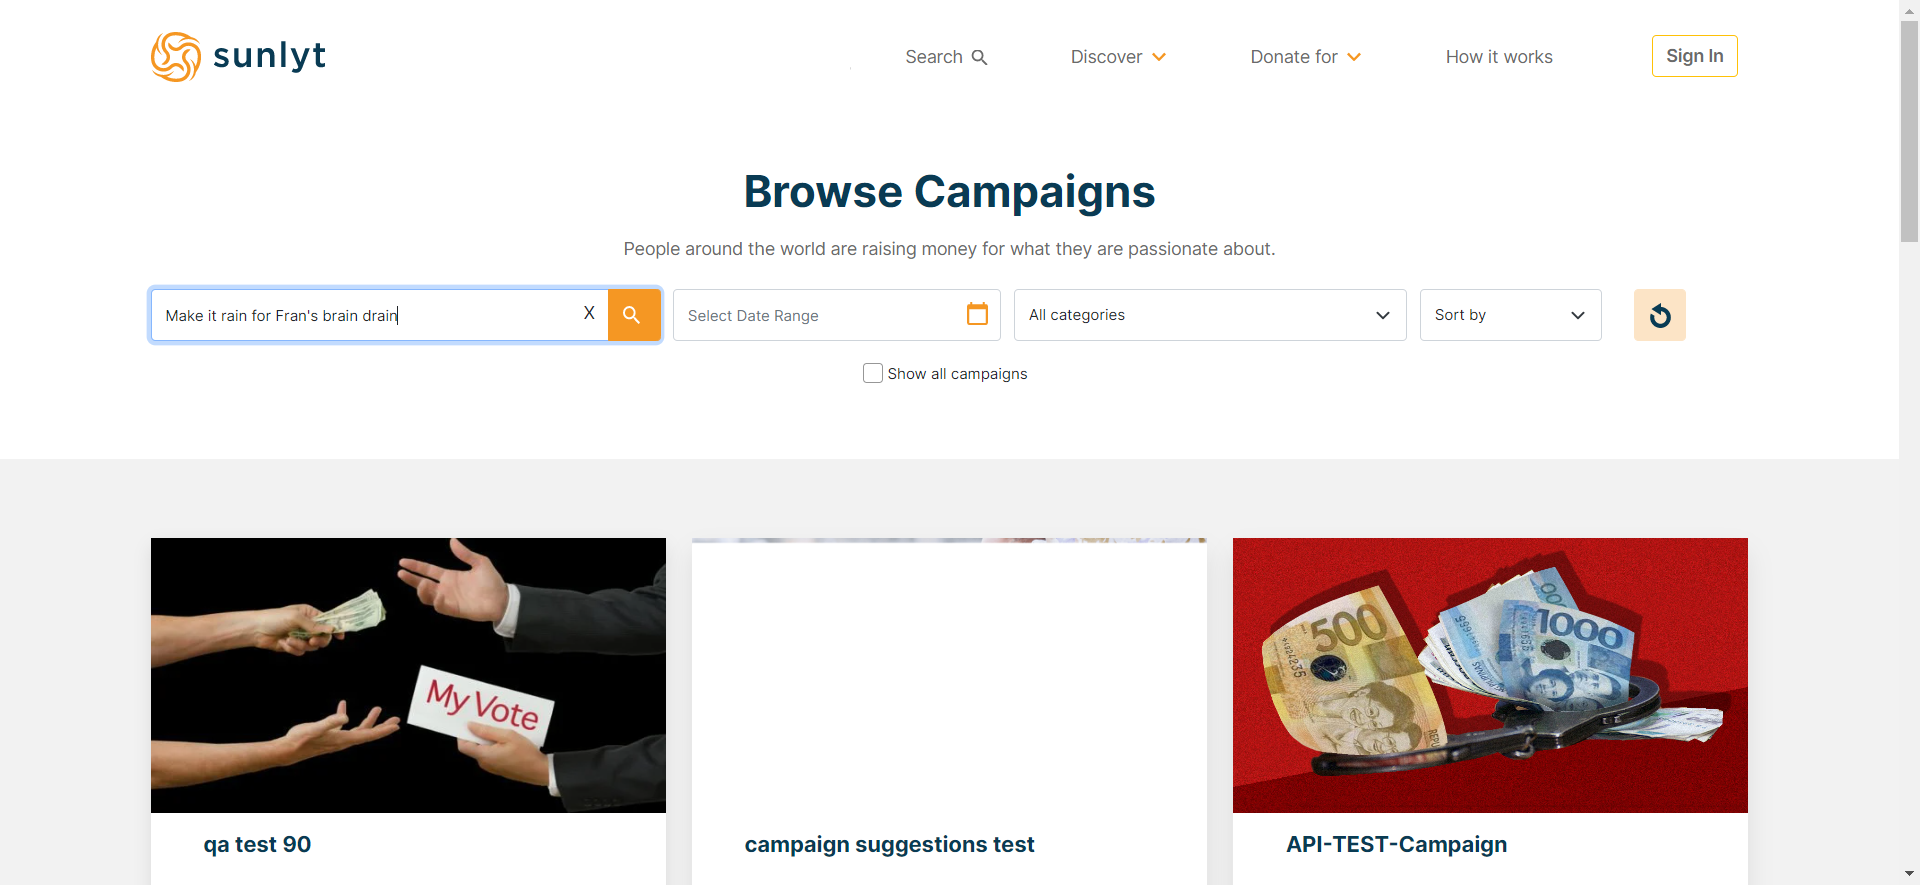 sunlyt
Search
Discover
Donate for
How it works
Sign In
Browse Campaigns
People around the world are raising money for what they are passionate about.
Make it rain for Fran's brain drain
X
Select Date Range
All categories
Sort by
Show all campaigns
My Vote
500
1000
qa test 90
campaign suggestions test
API-TEST-Campaign